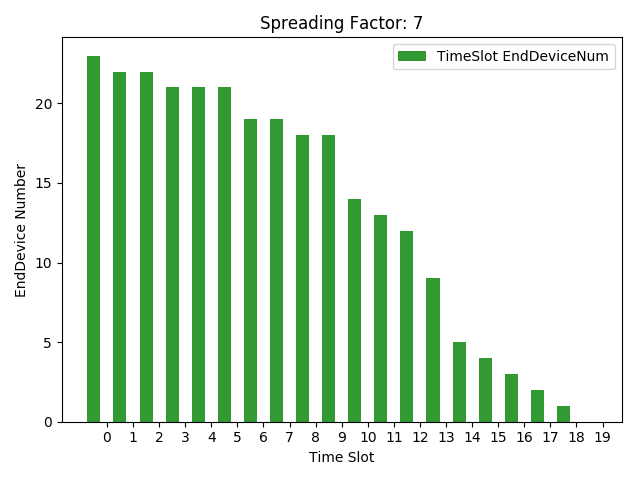 Spreading Factor: 7
TimeSlot EndDeviceNum
EndDevice Number
20
15
10
5
0
0 1 2 3 4 5 6 7 8 9 10 11 12 13 14 15 16 17 18 19
Time Slot